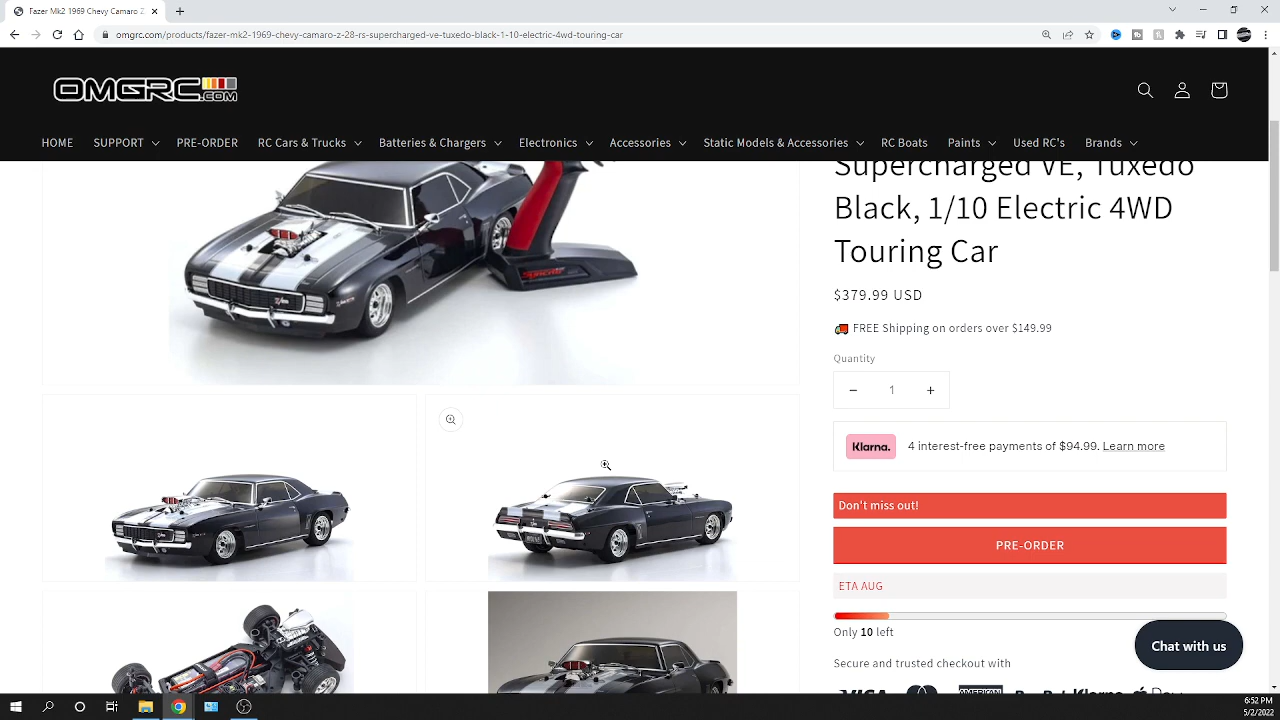 Fazer Mk2 1969 Chevy Camaro Z
omgrc.com/products/fazer-mk2-1969-chevy-camaro-z-28-rs-supercharged-ve-tuxedo-black-1-10-electric-4wd-touring-car
OMGRC.COM
HOME SUPPORT PRE-ORDER RC Cars & Trucks Batteries & Chargers Electronics Accessories Static Models & Accessories RC Boats Paints Used RC's Brands
Supercharged VE, Tuxedo
Black, 1/10 Electric 4WD
Touring Car
$379.99 USD
FREE Shipping on orders over $149.99
Quantity
1
Klarna. 4 interest-free payments of $94.99. Learn more
Don't miss out!
PRE-ORDER
ETA AUG
Only 10 left
Chat with us
Secure and trusted checkout with
VISA AMERICAN PayPal Klarna Pay
6:52 PM
5/2/2022